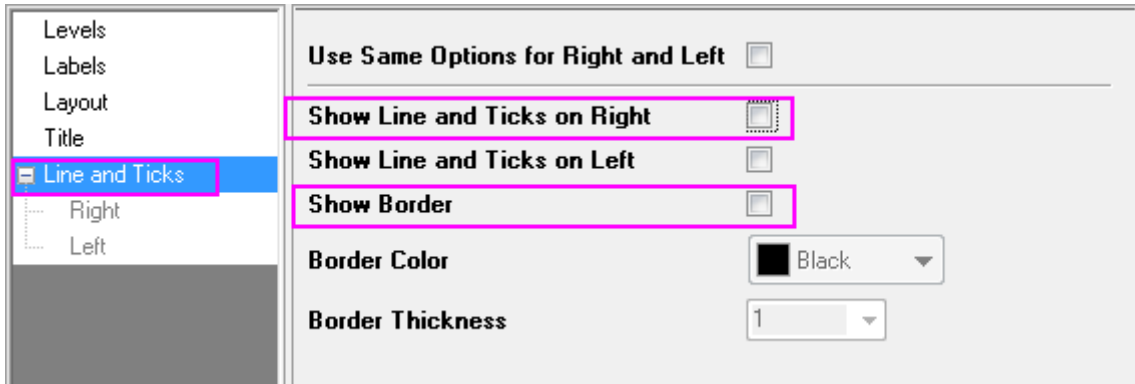 Levels
Labels
Layout
Title
Line and Ticks
Right
Left
Use Same Options for Right and Left
Show Line and Ticks on Right
Show Line and Ticks on Left
Show Border
Border Color
Black
Border Thickness
1